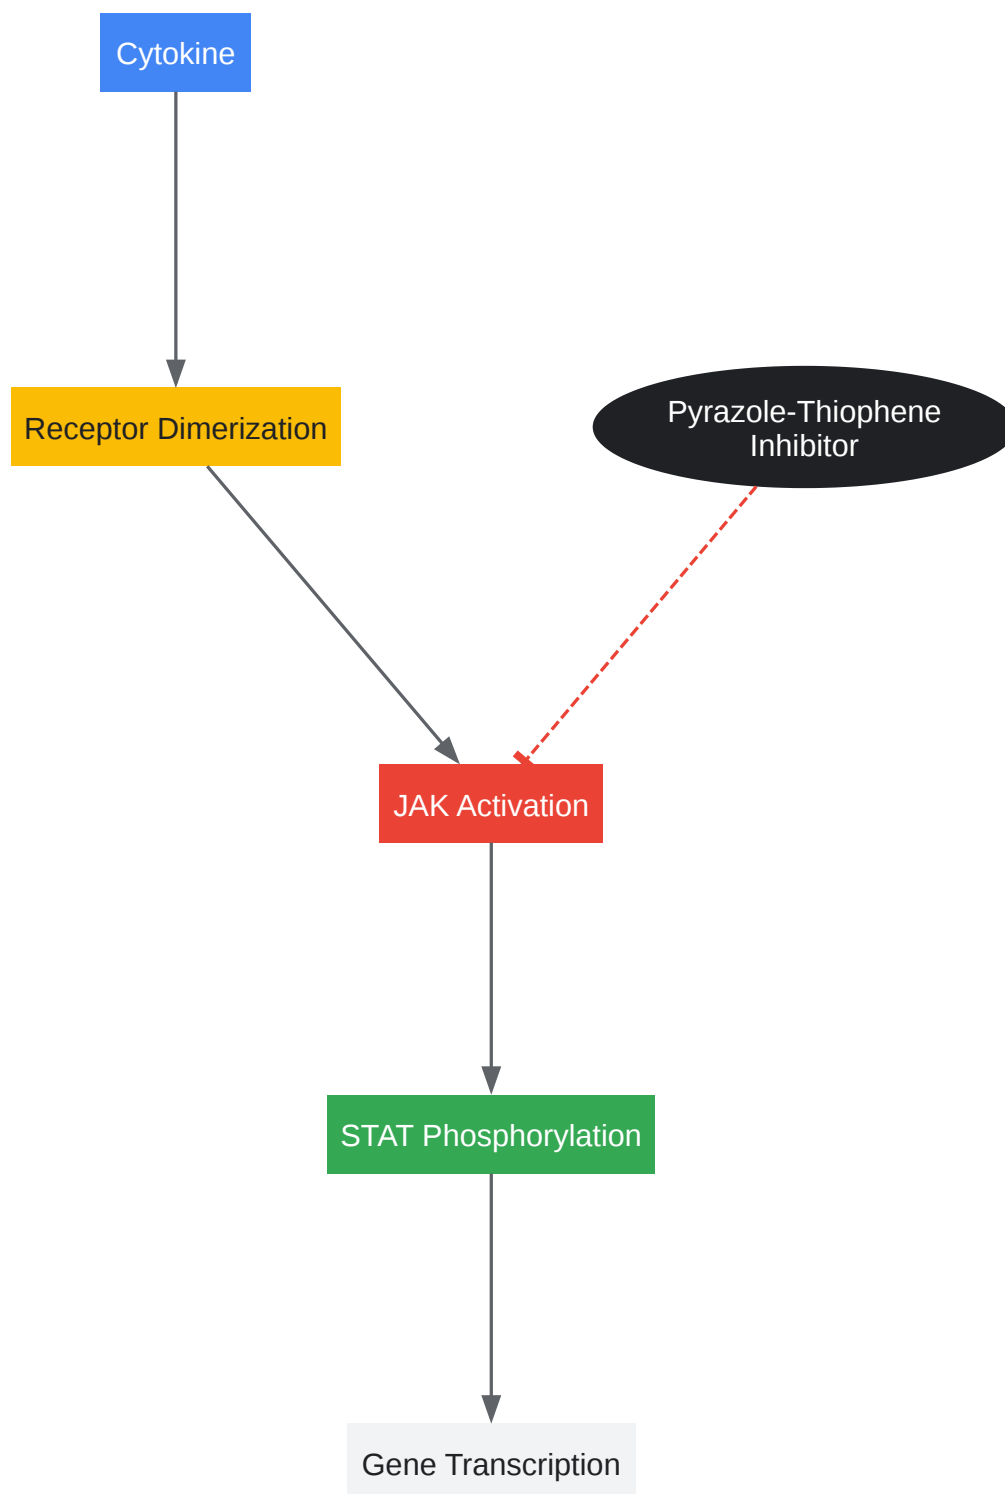 Cytokine
Receptor Dimerization
Pyrazole-Thiophene
Inhibitor
JAK Activation
STAT Phosphorylation
Gene Transcription